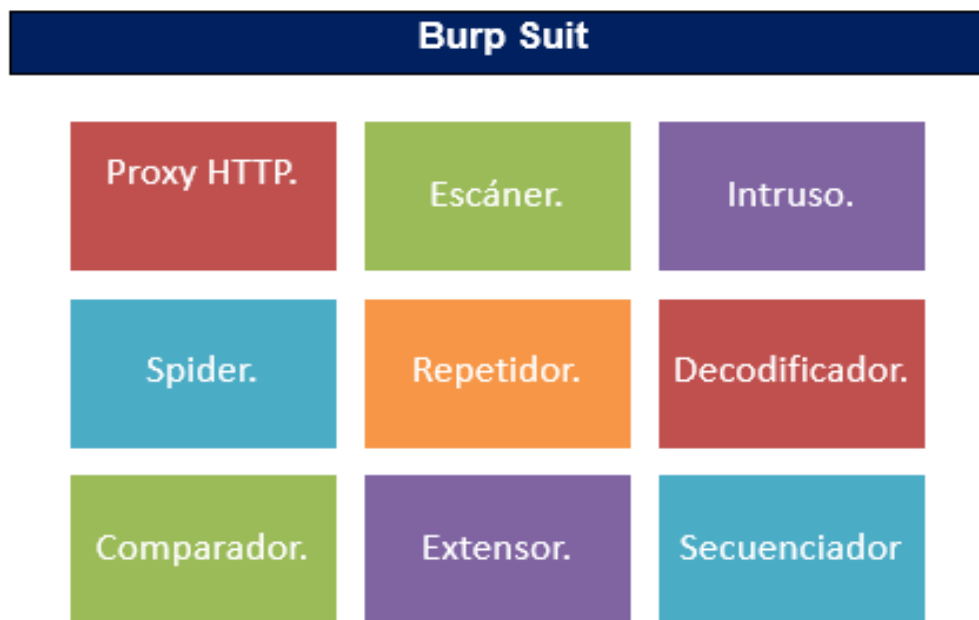 Burp Suit
Proxy HTTP.
Escáner.
Intruso.
Spider.
Repetidor.
Decodificador.
Comparador.
Extensor.
Secuenciador